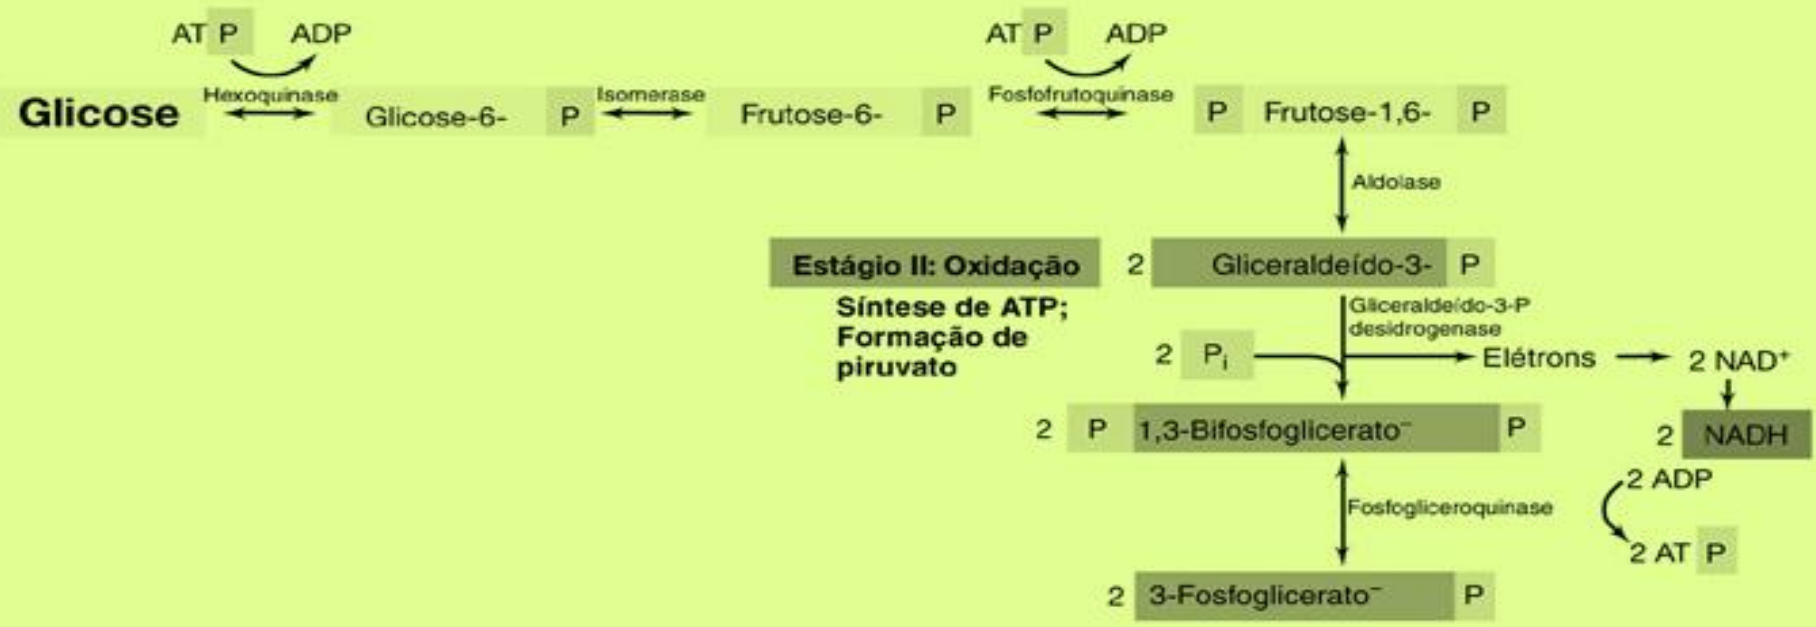 AT P ADP AT P ADP
Hexoquinase Isomerase Fosfofrutoquinase
Glicose Glicose-6- P Frutose-6- P P Frutose-1,6- P
Aldolase
Estágio II: Oxidação 2 Gliceraldeído-3- P
Síntese de ATP;
Formação de
piruvato
Gliceraldeído-3-P
desidrogenase
2 Pi Elétrons 2 NAD⁺
2 P 1,3-Bifosfoglicerato⁻ P 2 NADH
2 ADP
Fosfogliceroquinase
2 AT P
2 3-Fosfoglicerato⁻ P